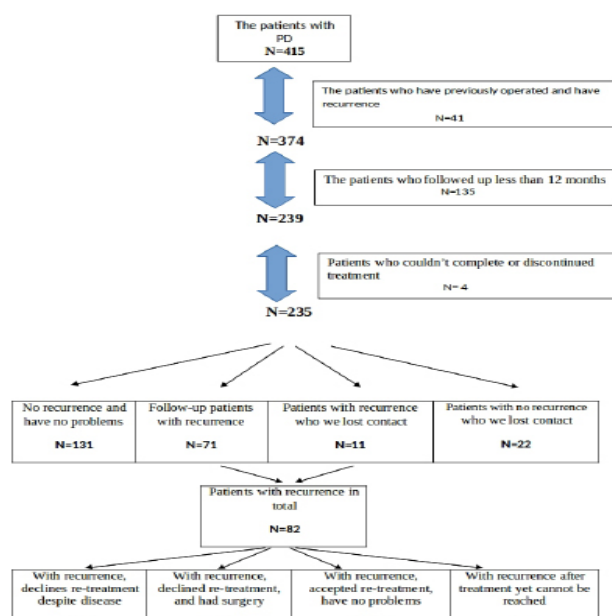 The patients with
PD
N=415
The patients who have previously operated and have
recurrence
N=41
N=374
The patients who followed up less than 12 months
N=135
N=239
Patients who couldn't complete or discontinued
treatment
N= 4
N=235
No recurrence and
have no problems
N=131
Follow-up patients
with recurrence
N=71
Patients with recurrence
who we lost contact
N=11
Patients with no recurrence
who we lost contact
N=22
Patients with recurrence in
total
N=82
With recurrence,
declines re-treatment
despite disease
With recurrence,
declined re-treatment,
and had surgery
With recurrence,
accepted re-treatment,
have no problems
With recurrence after
treatment yet cannot be
reached